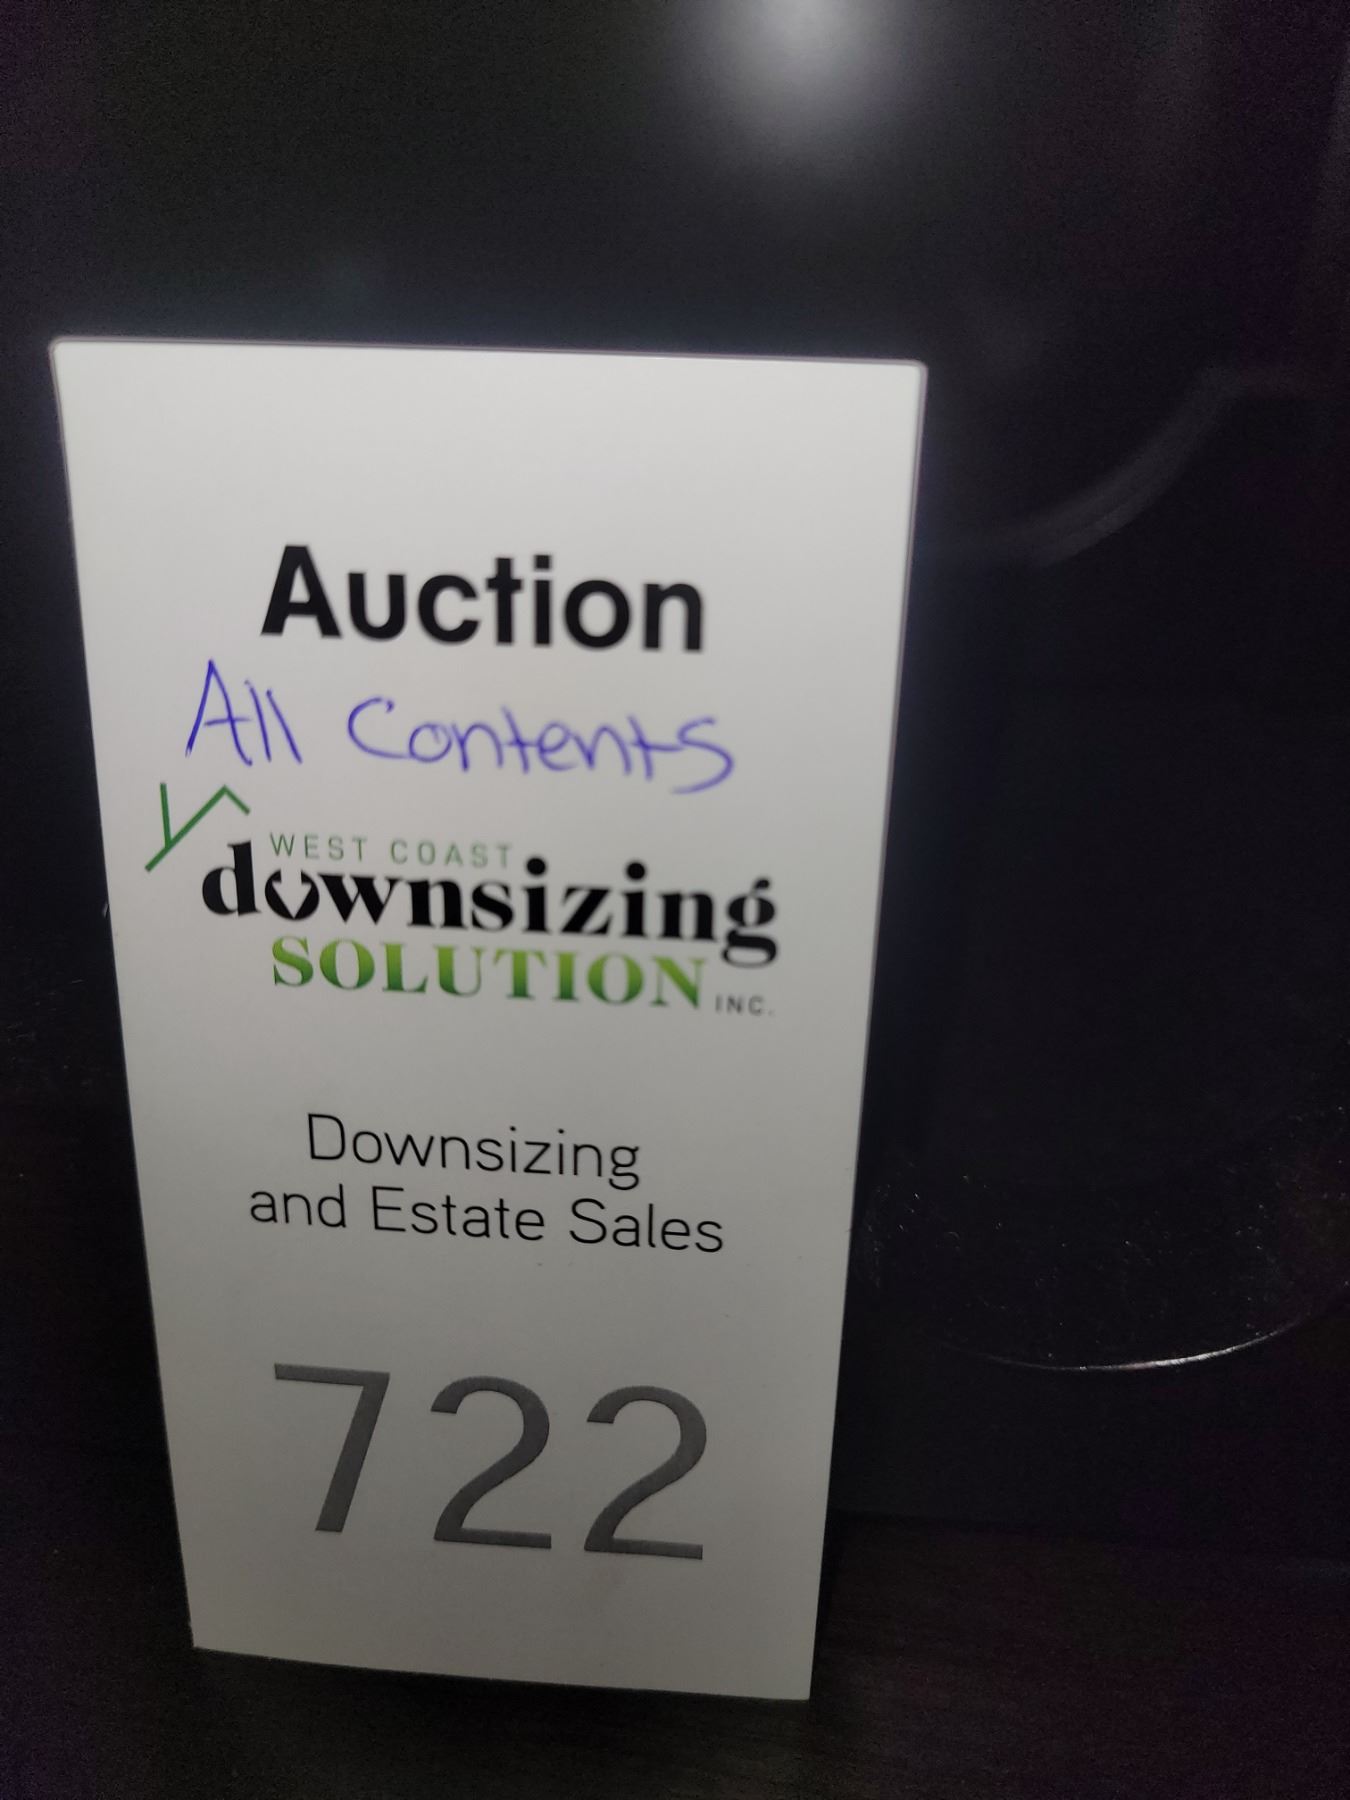 Auction
All Contents
WEST COAST
downsizing
SOLUTION INC.
Downsizing
and Estate Sales
722